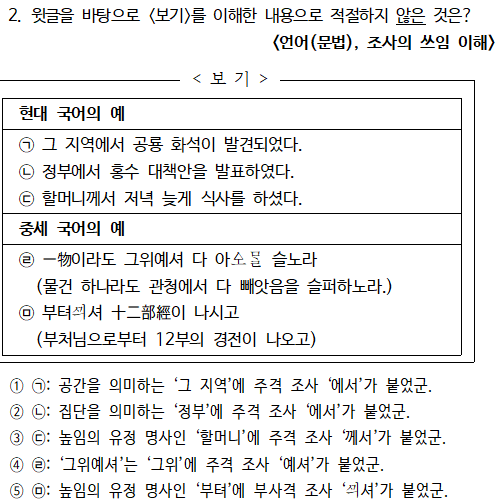 2. 윗글을 바탕으로 <보기>를 이해한 내용으로 적절하지 않은 것은?
<언어(문법), 조사의 쓰임 이해>
< 보 기 >
현대 국어의 예
㉠ 그 지역에서 공룡 화석이 발견되었다.
㉡ 정부에서 홍수 대책안을 발표하였다.
㉢ 할머니께서 저녁 늦게 식사를 하셨다.
중세 국어의 예
㉣ 一物이라도 그위예셔 다 아 슬노라
(물건 하나라도 관청에서 다 빼앗음을 슬퍼하노라.)
㉤ 부텨ᄭᅴ셔 十二部經이 나시고
(부처님으로부터 12부의 경전이 나오고)
① ㉠: 공간을 의미하는 ‘그 지역’에 주격 조사 ‘에서’가 붙었군.
② ㉡: 집단을 의미하는 ‘정부’에 주격 조사 ‘에서’가 붙었군.
③ ㉢: 높임의 유정 명사인 ‘할머니’에 주격 조사 ‘께서’가 붙었군.
④ ㉣: ‘그위예셔’는 ‘그위’에 주격 조사 ‘예셔’가 붙었군.
⑤ ㉤: 높임의 유정 명사인 ‘부텨’에 부사격 조사 ‘ᄭᅴ셔’가 붙었군.